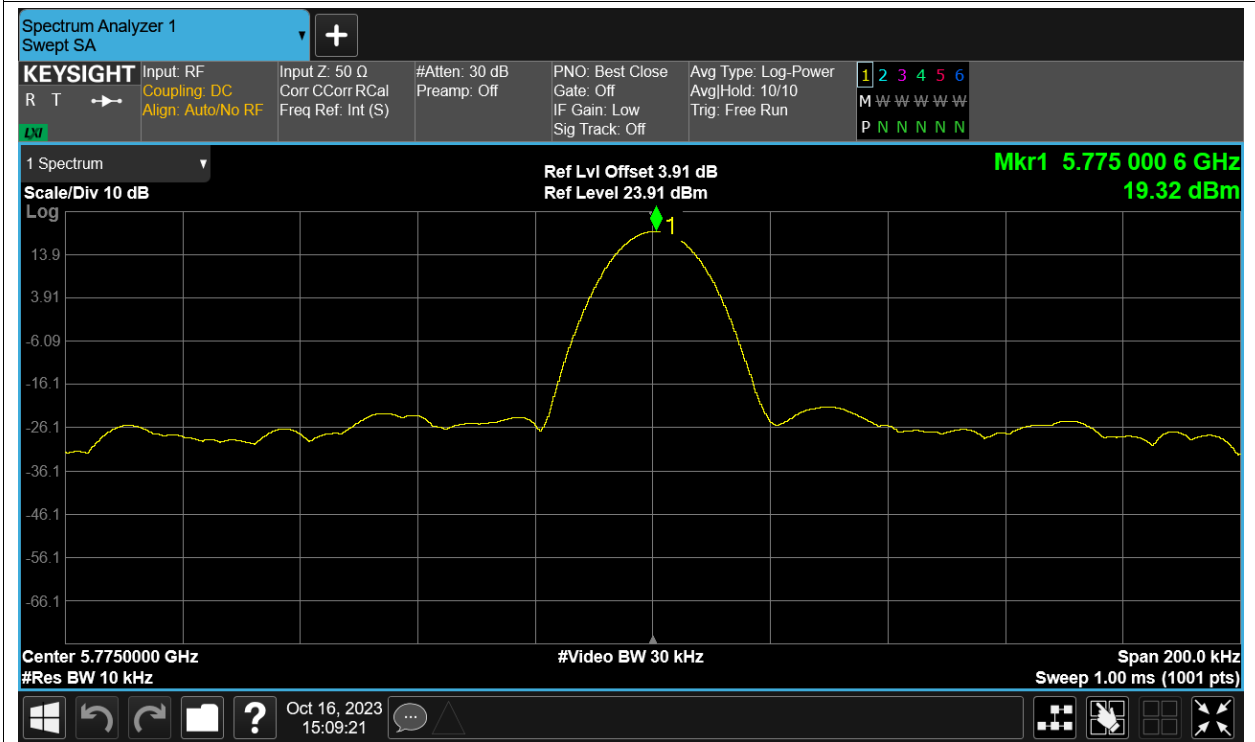 Spectrum Analyzer 1
Swept SA
+
KEYSIGHT
R T
LXI
Input: RF
Coupling: DC
Align: Auto/No RF
Input Z: 50 Ω
Corr CCorr RCal
Freq Ref: Int (S)
#Atten: 30 dB
Preamp: Off
PNO: Best Close
Gate: Off
IF Gain: Low
Sig Track: Off
Avg Type: Log-Power
Avg|Hold: 10/10
Trig: Free Run
1 2 3 4 5 6
M W W W W W
P N N N N N
1 Spectrum
Scale/Div 10 dB
Log
Ref Lvl Offset 3.91 dB
Ref Level 23.91 dBm
Mkr1 5.775 000 6 GHz
19.32 dBm
1
13.9
3.91
-6.09
-16.1
-26.1
-36.1
-46.1
-56.1
-66.1
Center 5.7750000 GHz
#Res BW 10 kHz
#Video BW 30 kHz
Span 200.0 kHz
Sweep 1.00 ms (1001 pts)
?
Oct 16, 2023
15:09:21